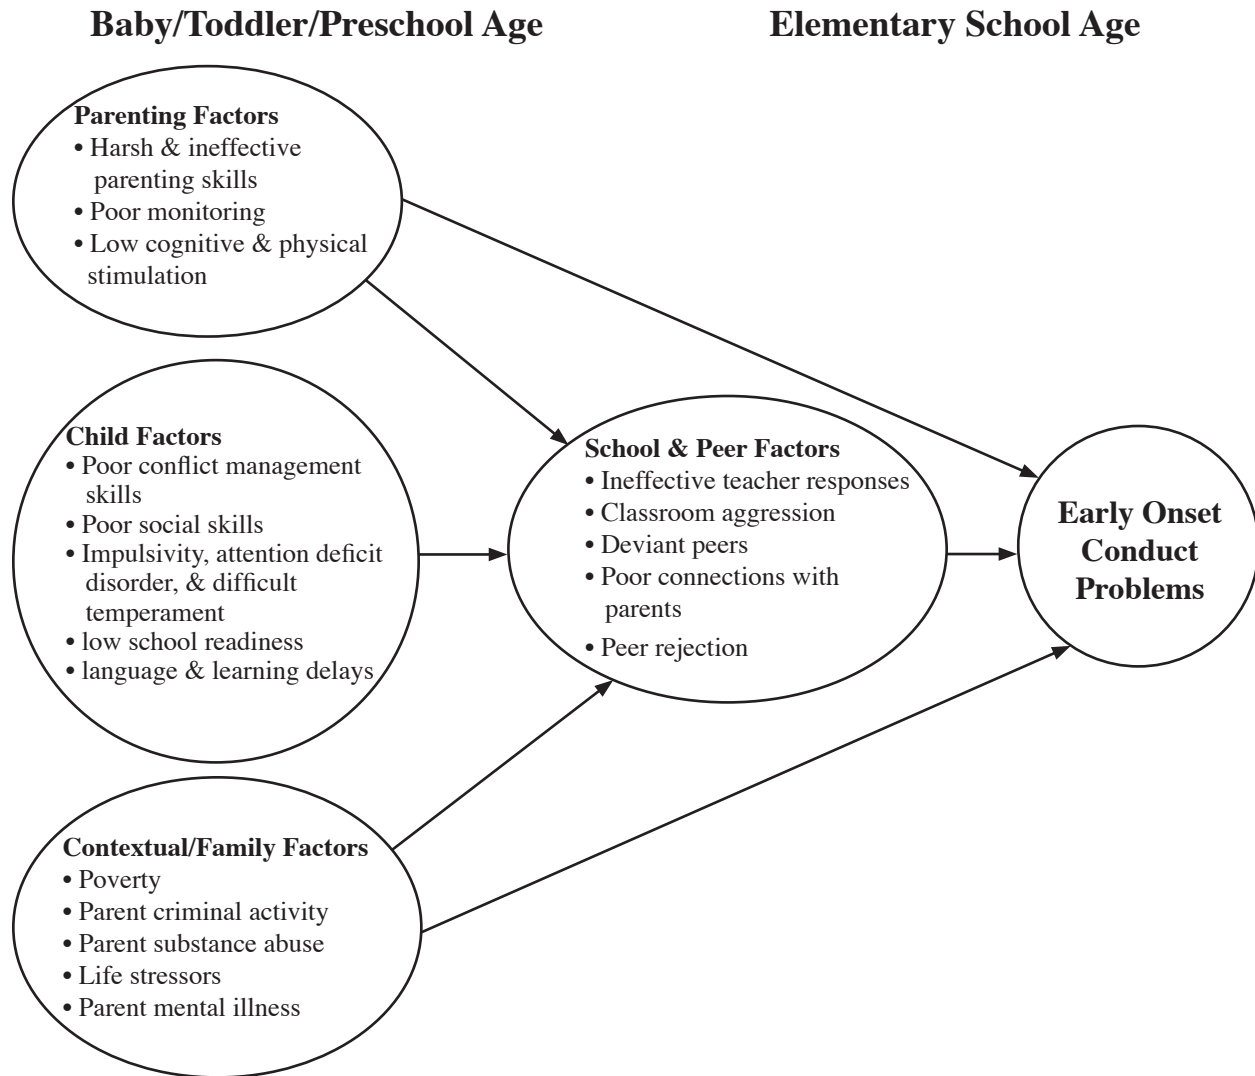 Baby/Toddler/Preschool Age
Elementary School Age
Parenting Factors
• Harsh & ineffective
parenting skills
• Poor monitoring
• Low cognitive & physical
stimulation
Child Factors
• Poor conflict management
skills
• Poor social skills
• Impulsivity, attention deficit
disorder, & difficult
temperament
• low school readiness
• language & learning delays
Contextual/Family Factors
• Poverty
• Parent criminal activity
• Parent substance abuse
• Life stressors
• Parent mental illness
School & Peer Factors
• Ineffective teacher responses
• Classroom aggression
• Deviant peers
• Poor connections with
parents
• Peer rejection
Early Onset
Conduct
Problems